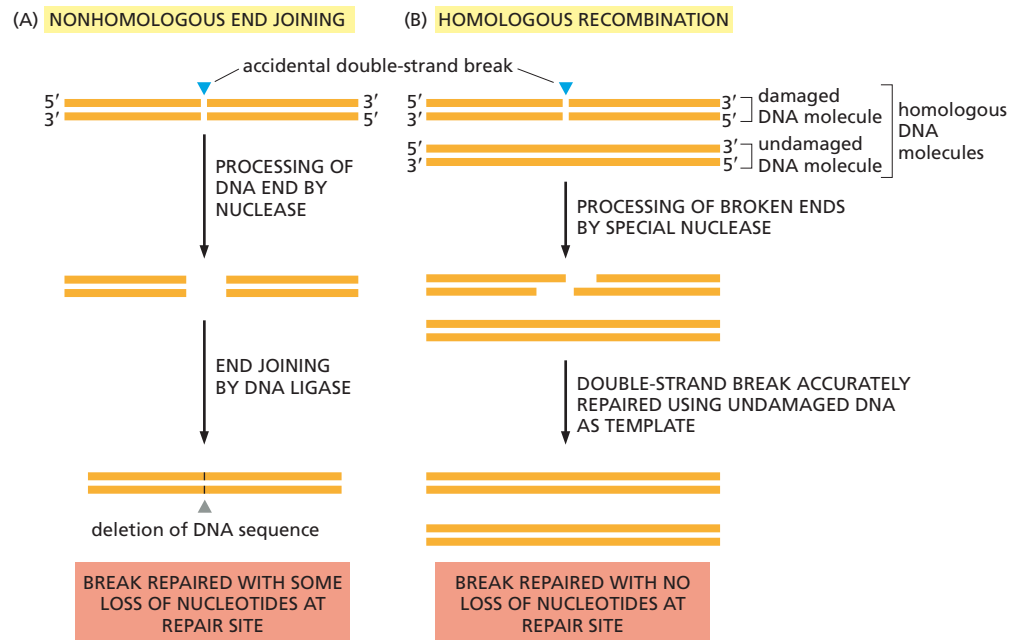 (A) NONHOMOLOGOUS END JOINING
(B) HOMOLOGOUS RECOMBINATION
accidental double-strand break
5′ 3′
3′ 5′
5′ 3′
3′ 5′
damaged
DNA molecule
5′ 3′
3′ 5′
undamaged
DNA molecule
homologous
DNA
molecules
PROCESSING OF
DNA END BY
NUCLEASE
PROCESSING OF BROKEN ENDS
BY SPECIAL NUCLEASE
END JOINING
BY DNA LIGASE
DOUBLE-STRAND BREAK ACCURATELY
REPAIRED USING UNDAMAGED DNA
AS TEMPLATE
deletion of DNA sequence
BREAK REPAIRED WITH SOME
LOSS OF NUCLEOTIDES AT
REPAIR SITE
BREAK REPAIRED WITH NO
LOSS OF NUCLEOTIDES AT
REPAIR SITE